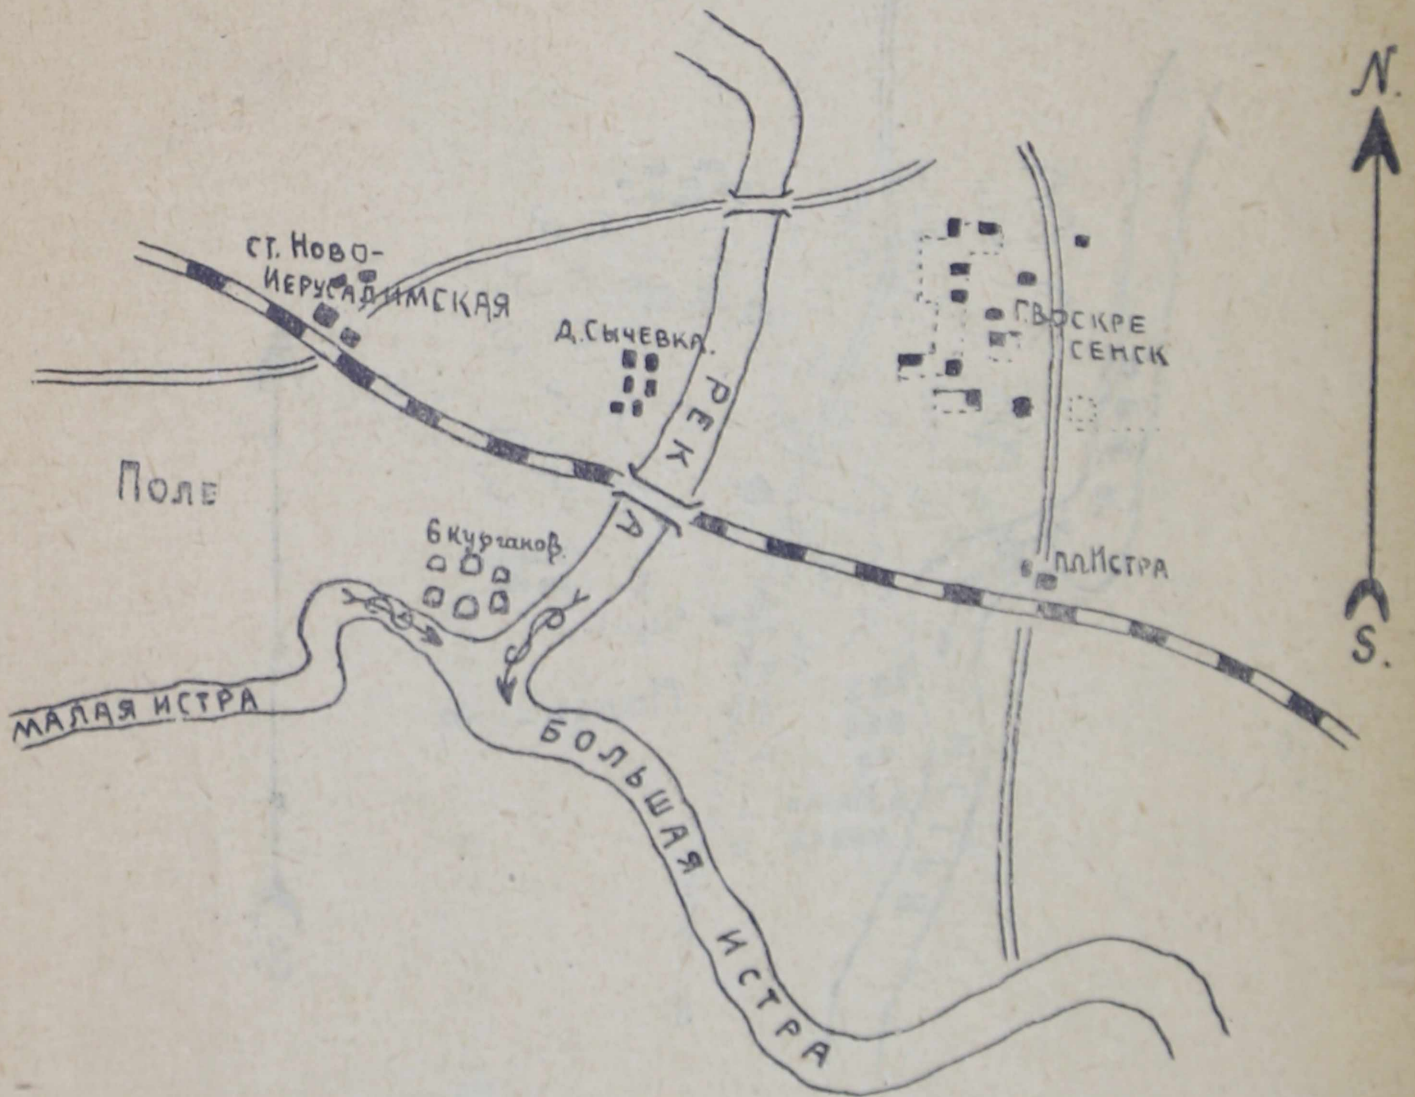 N.
ст. Ново-
Иерусалимская
Д. Сычевка.
Г. Воскре
сенск
РЕКА
Поле
6 курганов.
пл. Истра
S.
МАЛАЯ ИСТРА
БОЛЬШАЯ ИСТРА